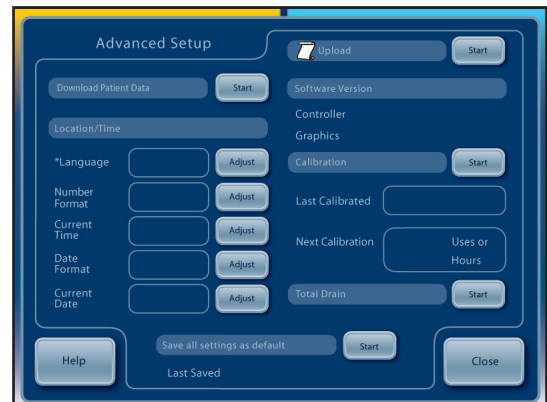 Advanced Setup
Upload
Start
Download Patient Data
Start
Software Version
Controller
Graphics
Location/Time
*Language
Adjust
Number
Format
Adjust
Current
Time
Adjust
Date
Format
Adjust
Current
Date
Adjust
Calibration
Start
Last Calibrated
Next Calibration
Uses or
Hours
Total Drain
Start
Save all settings as default
Start
Last Saved
Help
Close